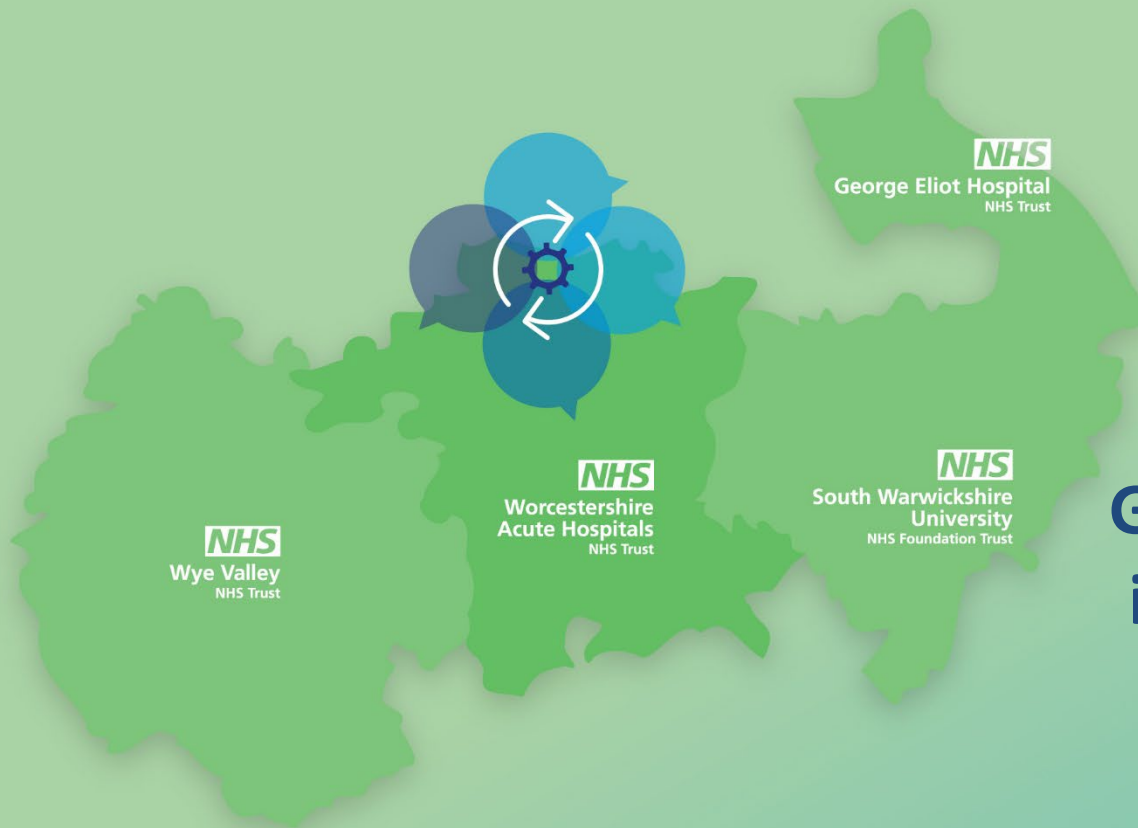 NHS
George Eliot Hospital
NHS Trust
NHS
Worcestershire
Acute Hospitals
NHS Trust
NHS
South Warwickshire
University
NHS Foundation Trust
NHS
Wye Valley
NHS Trust
G
i